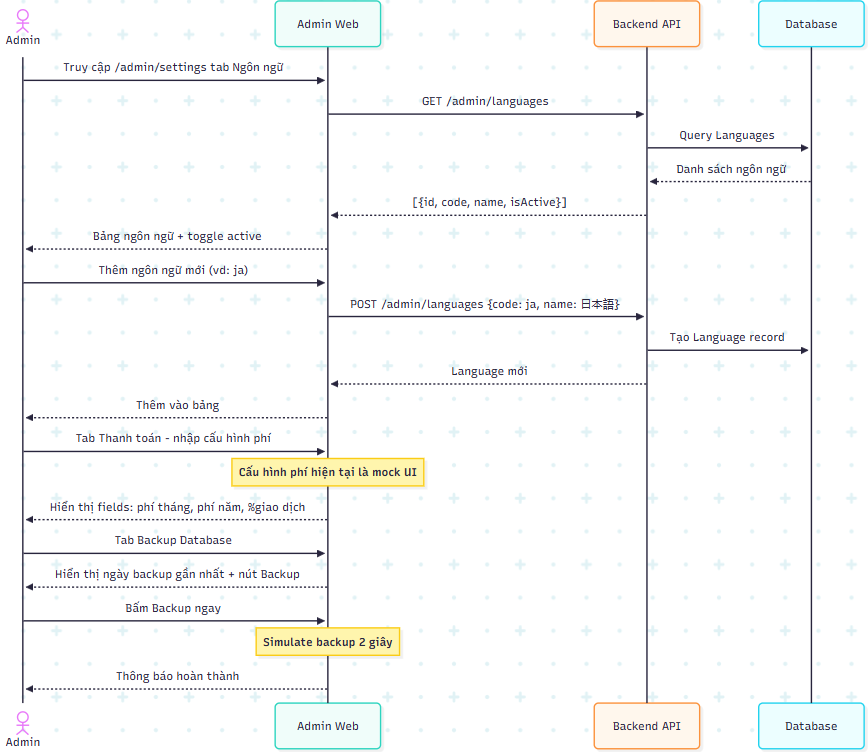 Admin
Admin Web
Backend API
Database
Truy cập /admin/settings tab Ngôn ngữ
GET /admin/languages
Query Languages
Danh sách ngôn ngữ
[{id, code, name, isActive}]
Bảng ngôn ngữ + toggle active
Thêm ngôn ngữ mới (vd: ja)
POST /admin/languages {code: ja, name: 日本語}
Tạo Language record
Language mới
Thêm vào bảng
Tab Thanh toán - nhập cấu hình phí
Cấu hình phí hiện tại là mock UI
Hiển thị fields: phí tháng, phí năm, %giao dịch
Tab Backup Database
Hiển thị ngày backup gần nhất + nút Backup
Bấm Backup ngay
Simulate backup 2 giây
Thông báo hoàn thành
Admin
Admin Web
Backend API
Database